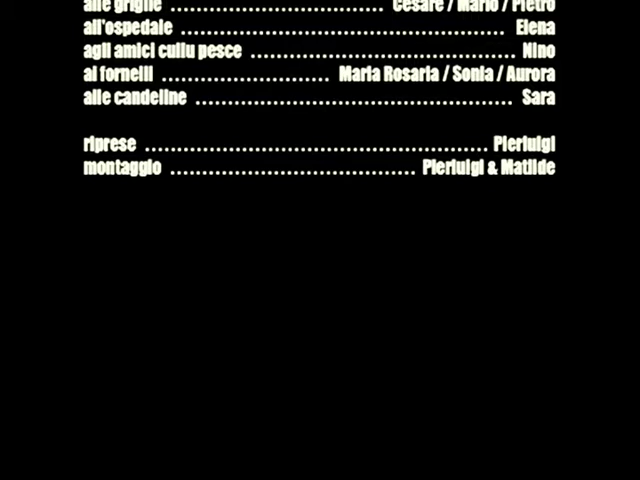 alle griglie ................................. Cesare / Mario / Pietro
all'ospedale ......................................... Elena
agli amici cullu pesce .................................. Nino
ai fornelli ..................... Maria Rosaria / Sonia / Aurora
alle candeline ........................................ Sara
riprese ........................................... Pierluigi
montaggio ............................... Pierluigi & Matilde